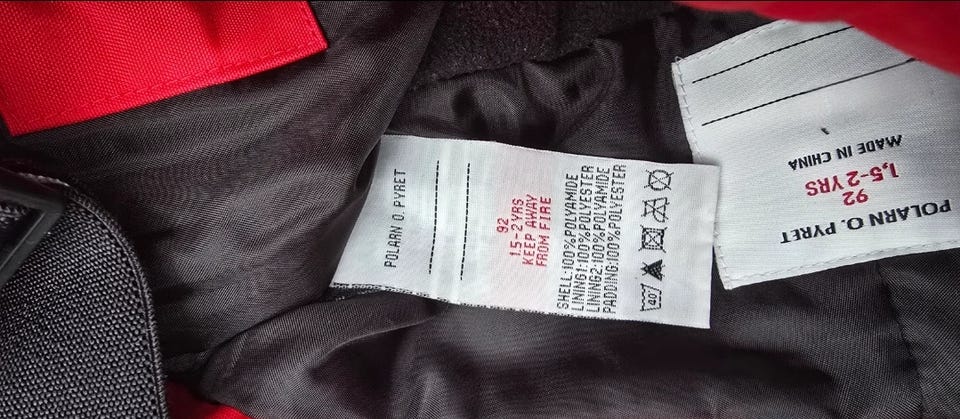 POLARN O. PYRET
92
1.5-2YRS
KEEP AWAY
FROM FIRE
SHELL:100%POLYAMIDE
LINING1:100%POLYESTER
LINING2:100%POLYAMIDE
PADDING:100%POLYESTER
40
POLARN O. PYRET
92
1,5-2 YRS
MADE IN CHINA